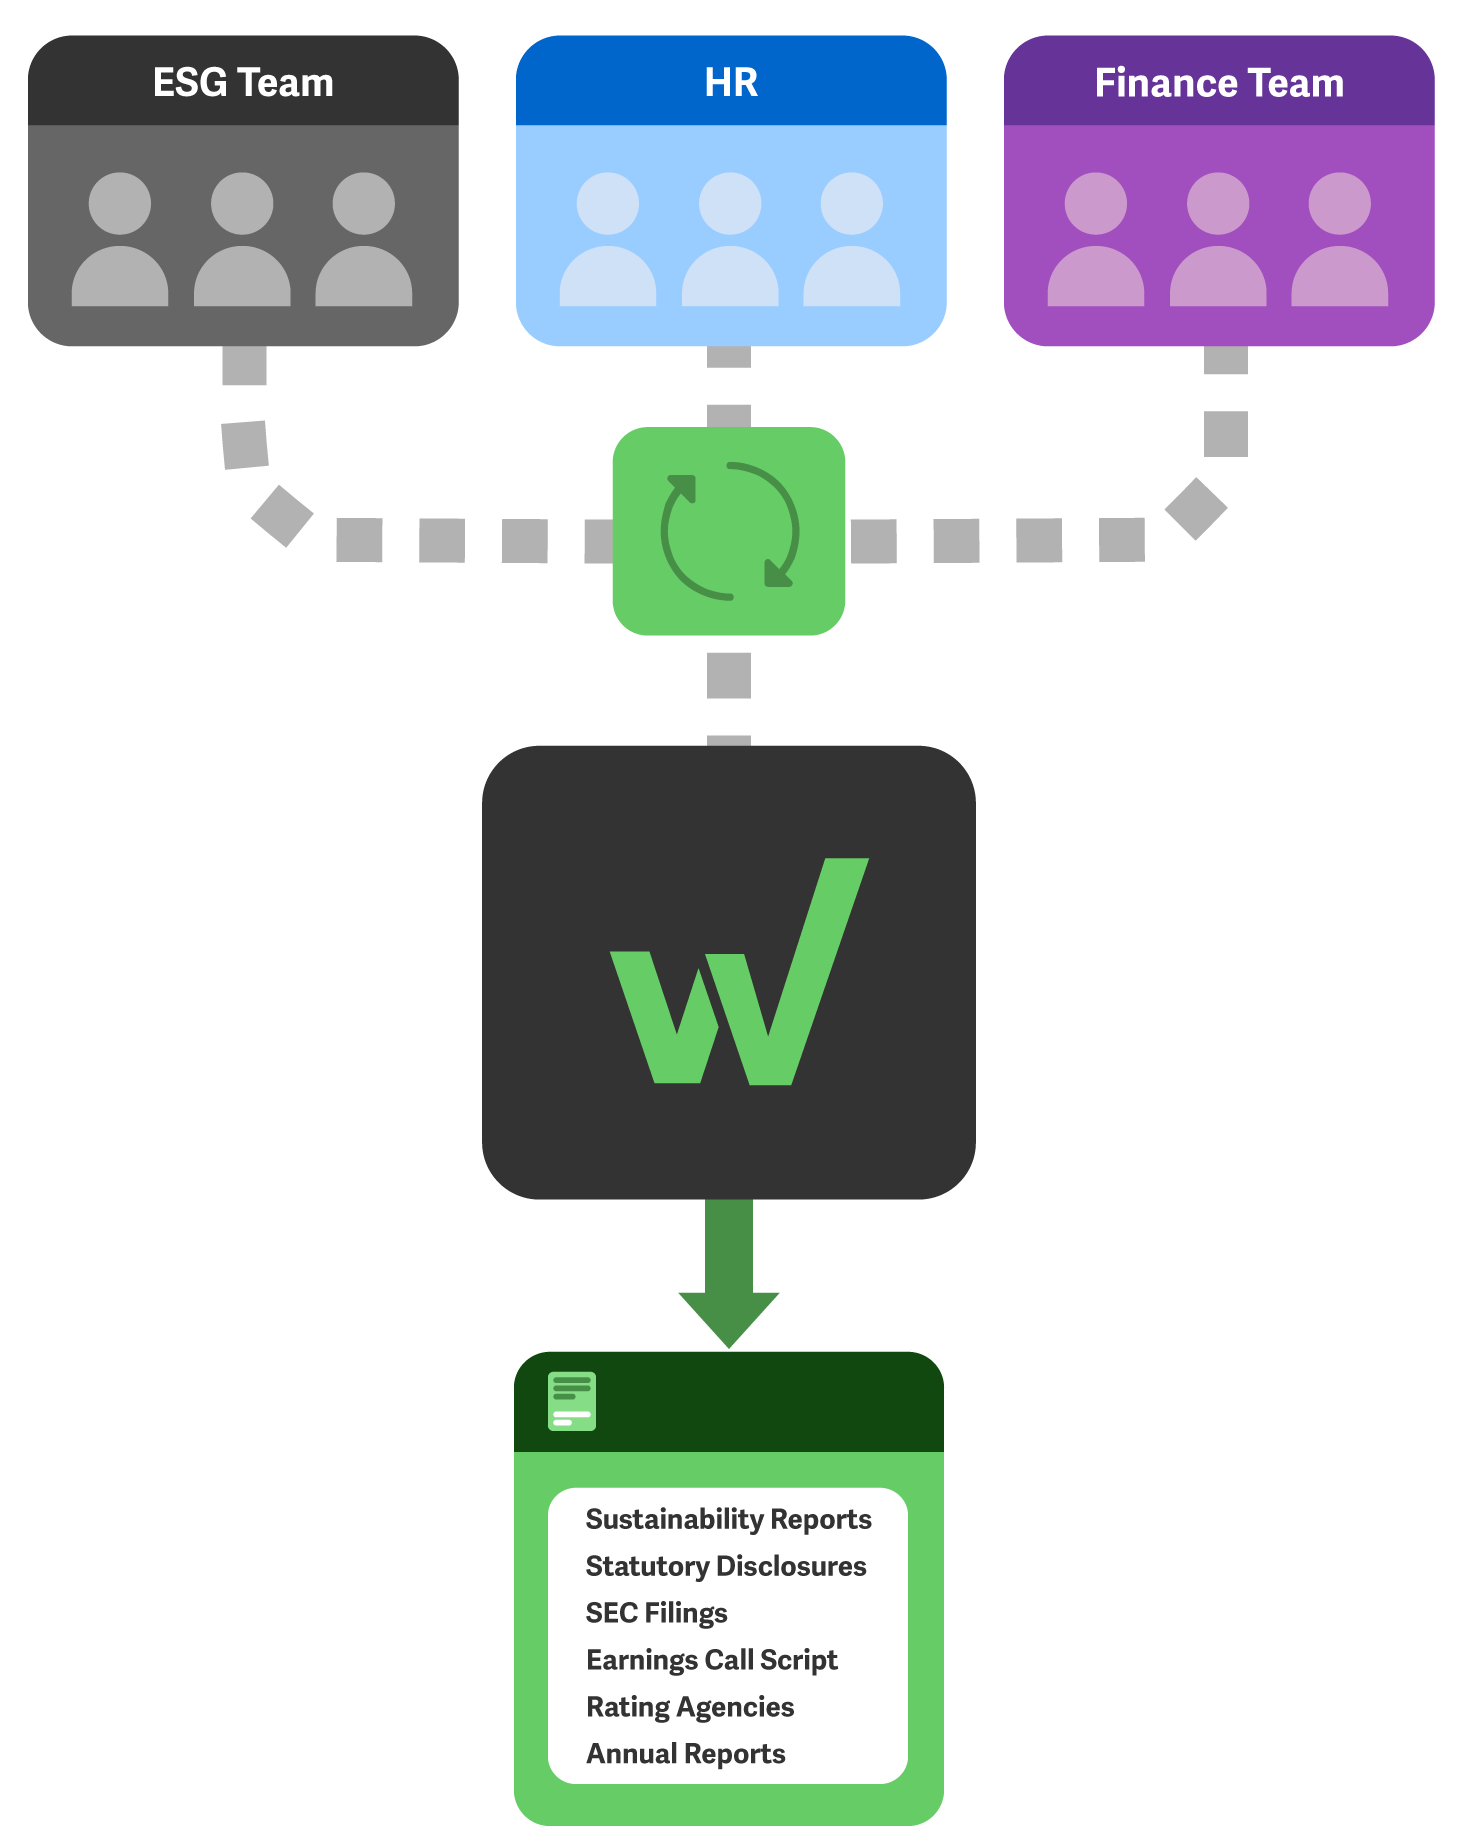 ESG Team
HR
Finance Team
Sustainability Reports
Statutory Disclosures
SEC Filings
Earnings Call Script
Rating Agencies
Annual Reports